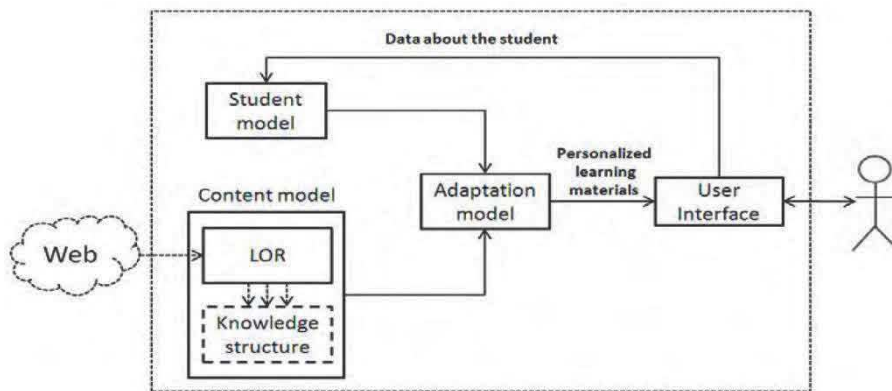 Data about the student
Student
model
Personalized
learning
materials
Content model
Adaptation
model
User
Interface
Web
LOR
Knowledge
structure